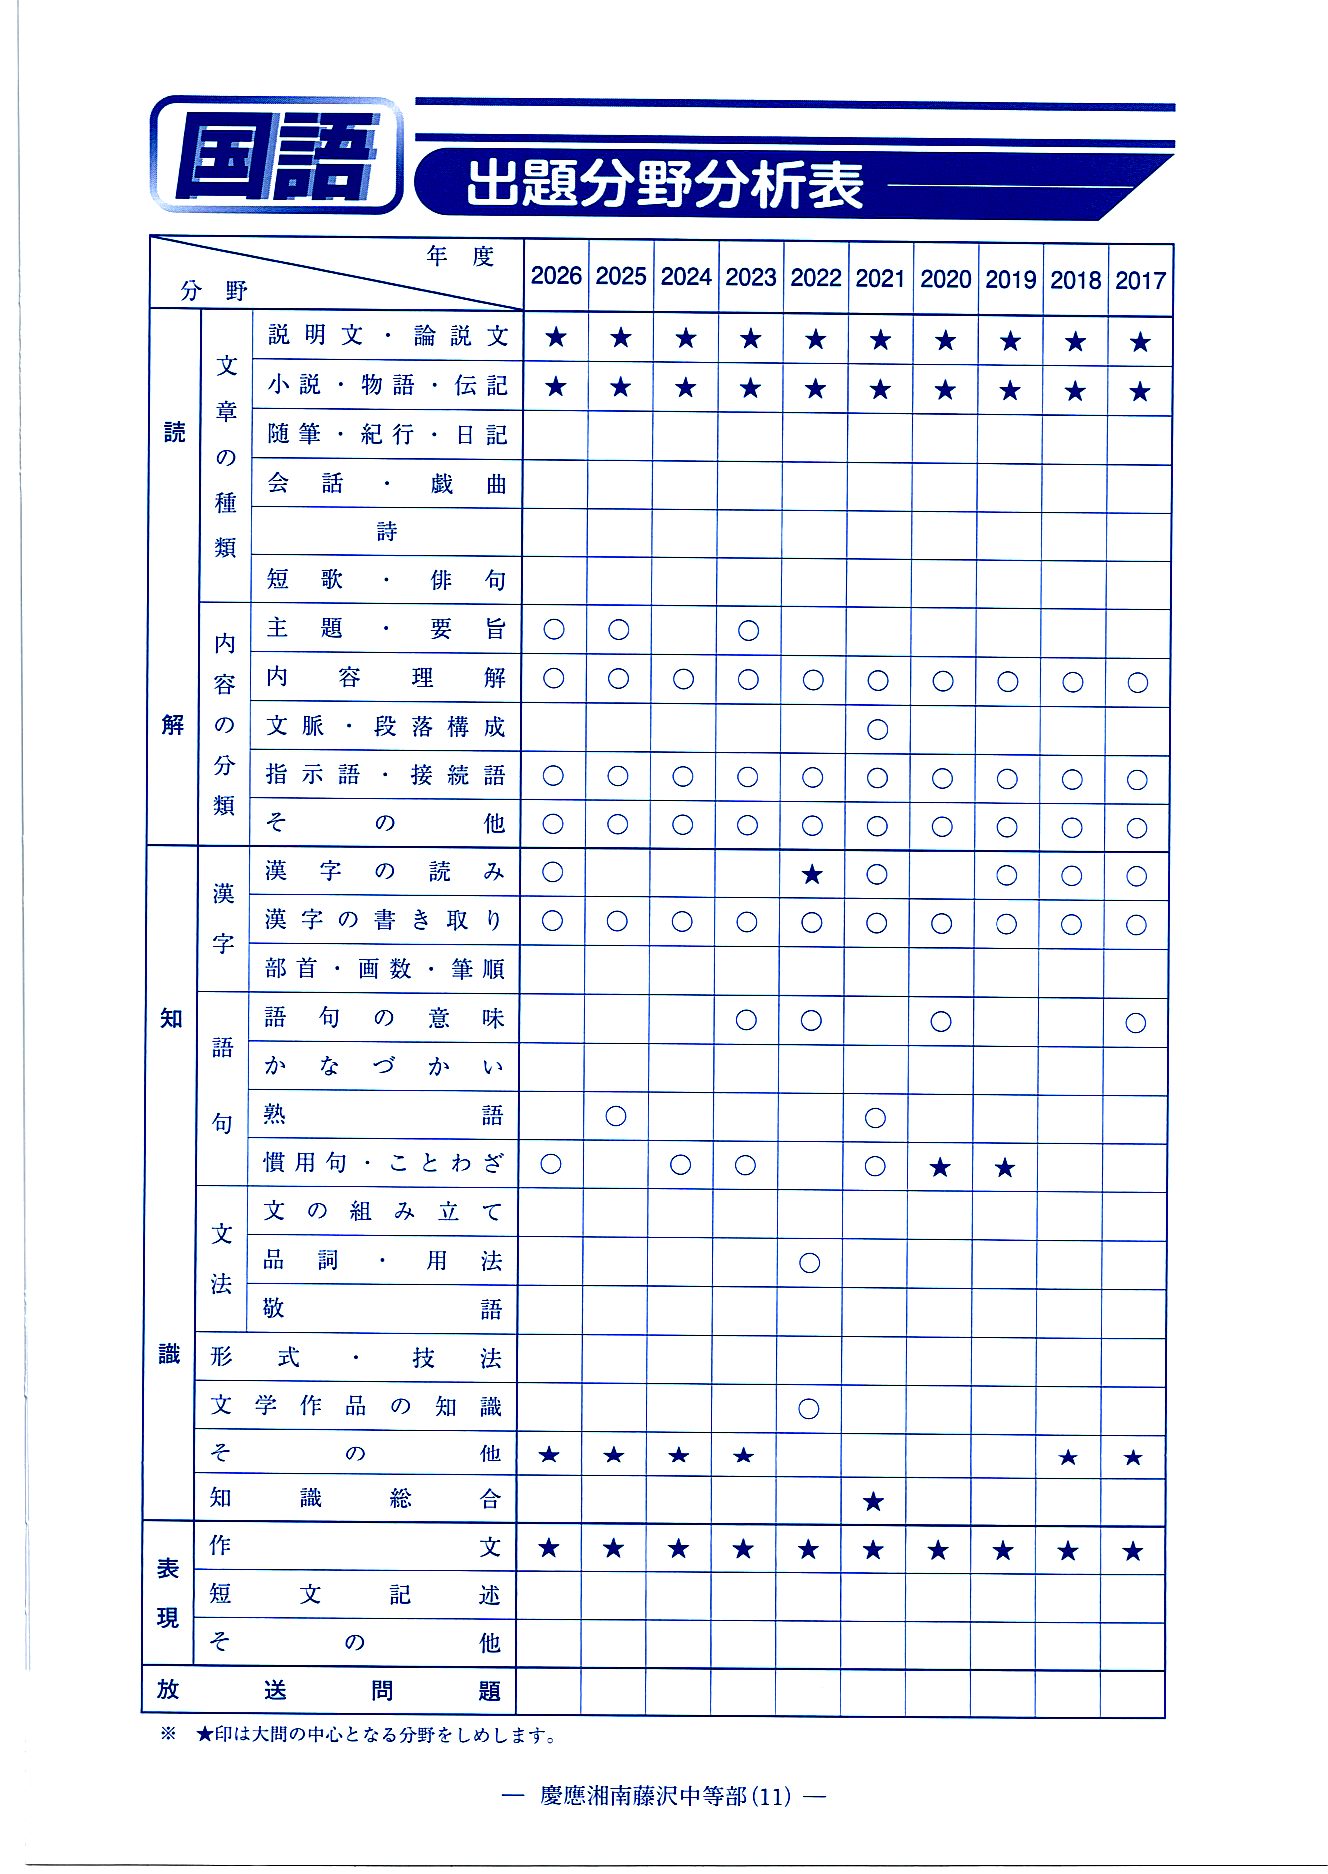 国語 出題分野分析表
年度 分野 2026 2025 2024 2023 2022 2021 2020 2019 2018 2017
読解 文章の種類 説明文・論説文 ★ ★ ★ ★ ★ ★ ★ ★ ★ ★
小説・物語・伝記 ★ ★ ★ ★ ★ ★ ★ ★ ★ ★
随筆・紀行・日記
会話・戯曲
詩
短歌・俳句
内容の分類 主題・要旨 ○ ○ ○
内容理解 ○ ○ ○ ○ ○ ○ ○ ○ ○ ○
文脈・段落構成 ○
指示語・接続語 ○ ○ ○ ○ ○ ○ ○ ○ ○ ○
その他 ○ ○ ○ ○ ○ ○ ○ ○ ○ ○
知識 漢字 漢字の読み ○ ★ ○ ○ ○ ○
漢字の書き取り ○ ○ ○ ○ ○ ○ ○ ○ ○ ○
部首・画数・筆順
語句 語句の意味 ○ ○ ○ ○
かなづかい
熟語 ○ ○
慣用句・ことわざ ○ ○ ○ ○ ★ ★
文法 文の組み立て
品詞・用法 ○
敬語
形式・技法
文学作品の知識 ○
その他 ★ ★ ★ ★ ★ ★
知識総合 ★
表現 作文 ★ ★ ★ ★ ★ ★ ★ ★ ★ ★
短文記述
その他
放送問題
※ ★印は大問の中心となる分野をしめします。
― 慶應湘南藤沢中等部(11) ―